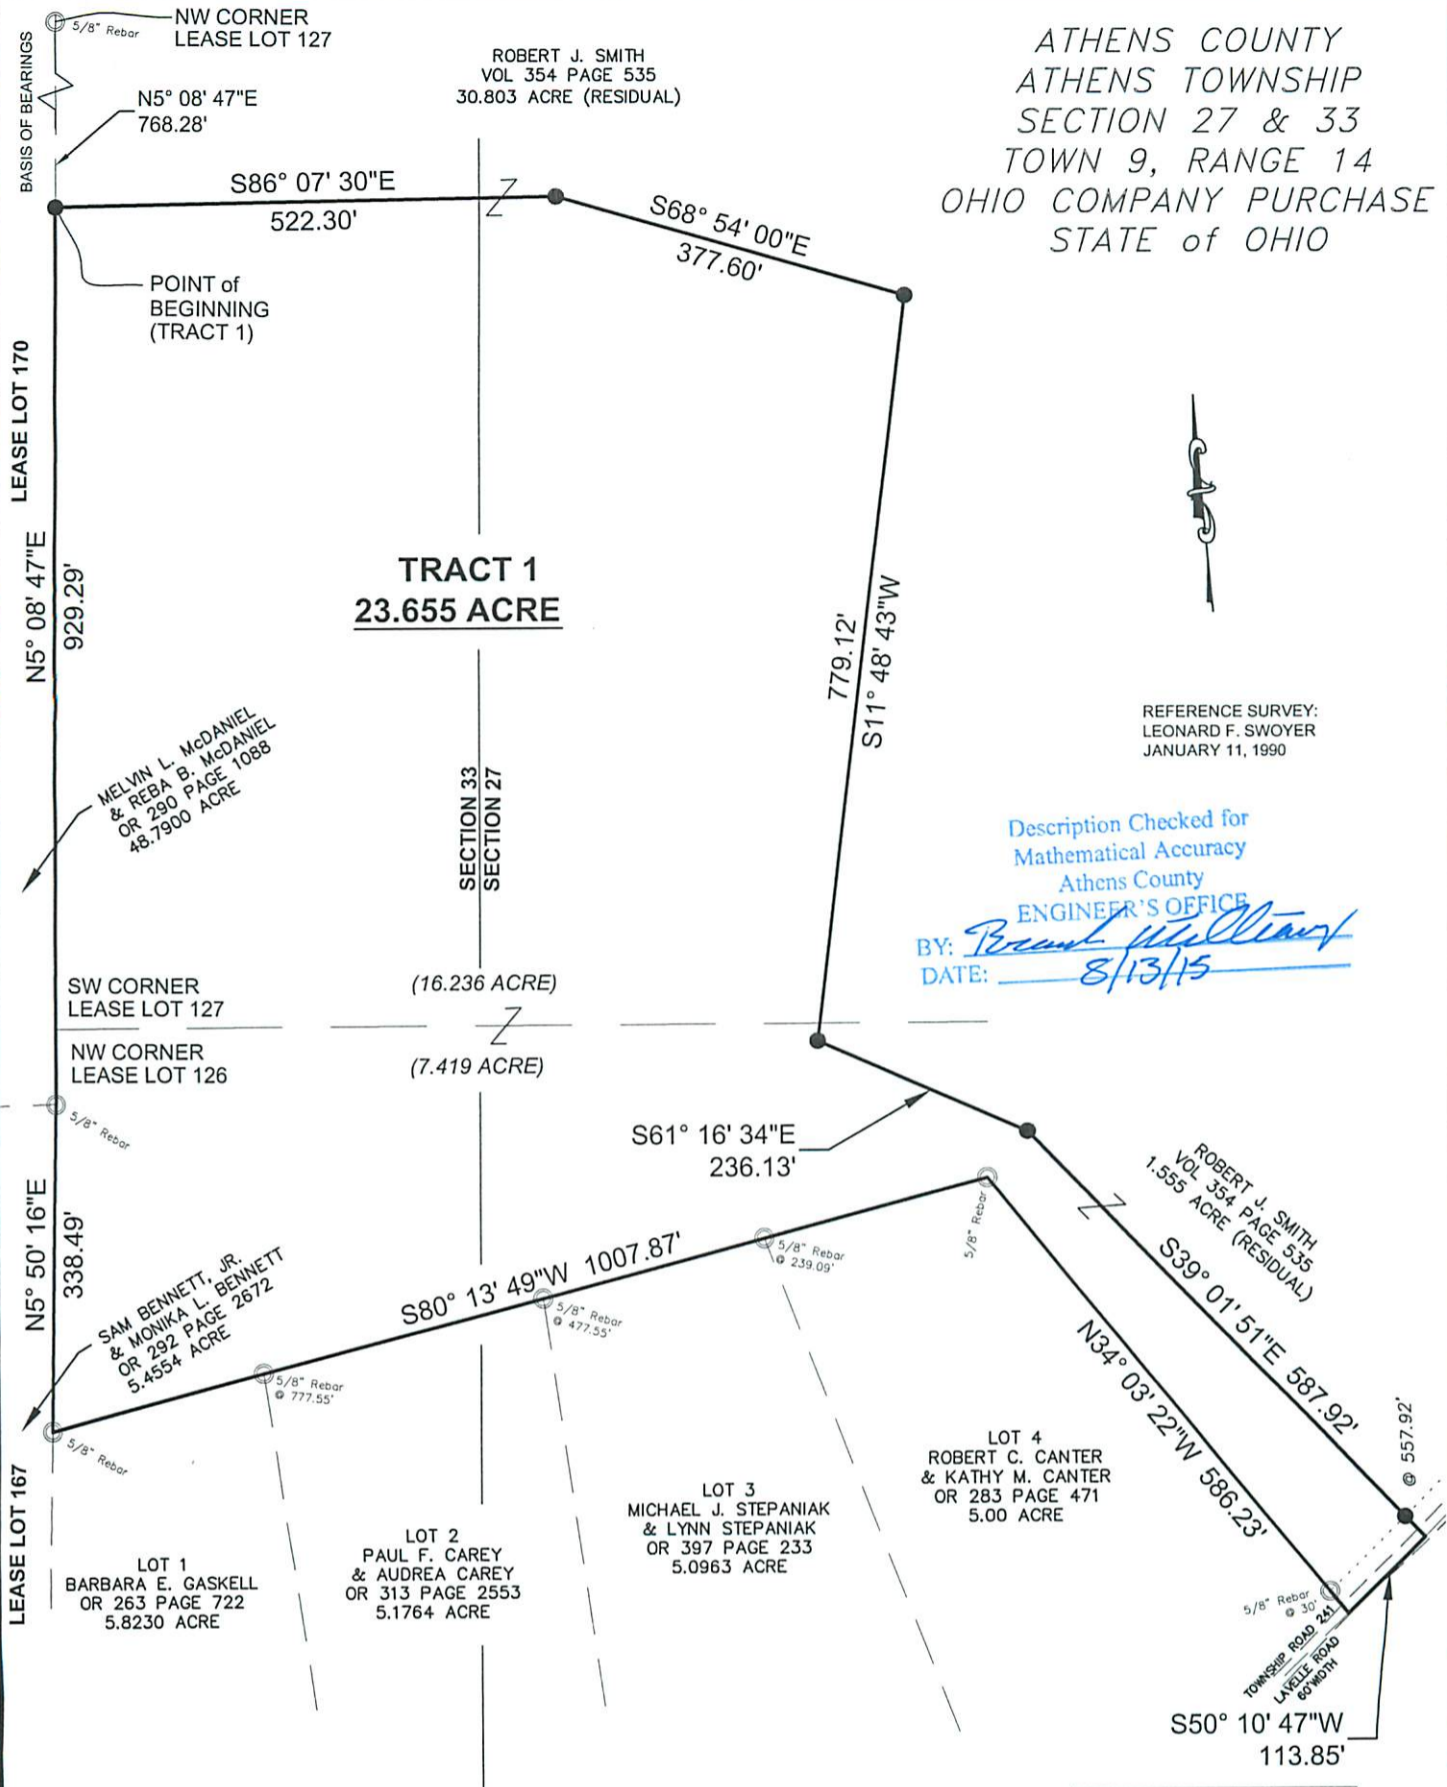 5/8" Rebar
NW CORNER
LEASE LOT 127
BASIS OF BEARINGS
N5° 08' 47"E
768.28'
ROBERT J. SMITH
VOL 354 PAGE 535
30.803 ACRE (RESIDUAL)
ATHENS COUNTY
ATHENS TOWNSHIP
SECTION 27 & 33
TOWN 9, RANGE 14
OHIO COMPANY PURCHASE
STATE of OHIO
S86° 07' 30"E
522.30'
S68° 54' 00"E
377.60'
POINT of
BEGINNING
(TRACT 1)
LEASE LOT 170
N5° 08' 47"E
929.29'
TRACT 1
23.655 ACRE
779.12'
S11° 48' 43"W
REFERENCE SURVEY:
LEONARD F. SWOYER
JANUARY 11, 1990
MELVIN L. McDANIEL
& REBA B. McDANIEL
OR 290 PAGE 1088
48.7900 ACRE
SECTION 33
SECTION 27
Description Checked for
Mathematical Accuracy
Athens County
ENGINEER'S OFFICE
BY:
DATE: 8/13/15
SW CORNER
LEASE LOT 127
(16.236 ACRE)
NW CORNER
LEASE LOT 126
(7.419 ACRE)
5/8" Rebar
S61° 16' 34"E
236.13'
ROBERT J. SMITH
VOL 354 PAGE 535
1.555 ACRE (RESIDUAL)
N5° 50' 16"E
338.49'
5/8" Rebar
S80° 13' 49"W 1007.87'
5/8" Rebar
@ 239.09'
5/8" Rebar
@ 477.55'
5/8" Rebar
@ 777.55'
SAM BENNETT, JR.
& MONIKA L. BENNETT
OR 292 PAGE 2672
5.4554 ACRE
S39° 01' 51"E 587.92'
N34° 03' 22"W 586.23'
@ 557.92'
5/8" Rebar
LEASE LOT 167
LOT 1
BARBARA E. GASKELL
OR 263 PAGE 722
5.8230 ACRE
LOT 2
PAUL F. CAREY
& AUDREA CAREY
OR 313 PAGE 2553
5.1764 ACRE
LOT 3
MICHAEL J. STEPANIAK
& LYNN STEPANIAK
OR 397 PAGE 233
5.0963 ACRE
LOT 4
ROBERT C. CANTER
& KATHY M. CANTER
OR 283 PAGE 471
5.00 ACRE
5/8" Rebar
@ 30'
TOWNSHIP ROAD 241
LAVELLE ROAD
60' WIDTH
S50° 10' 47"W
113.85'